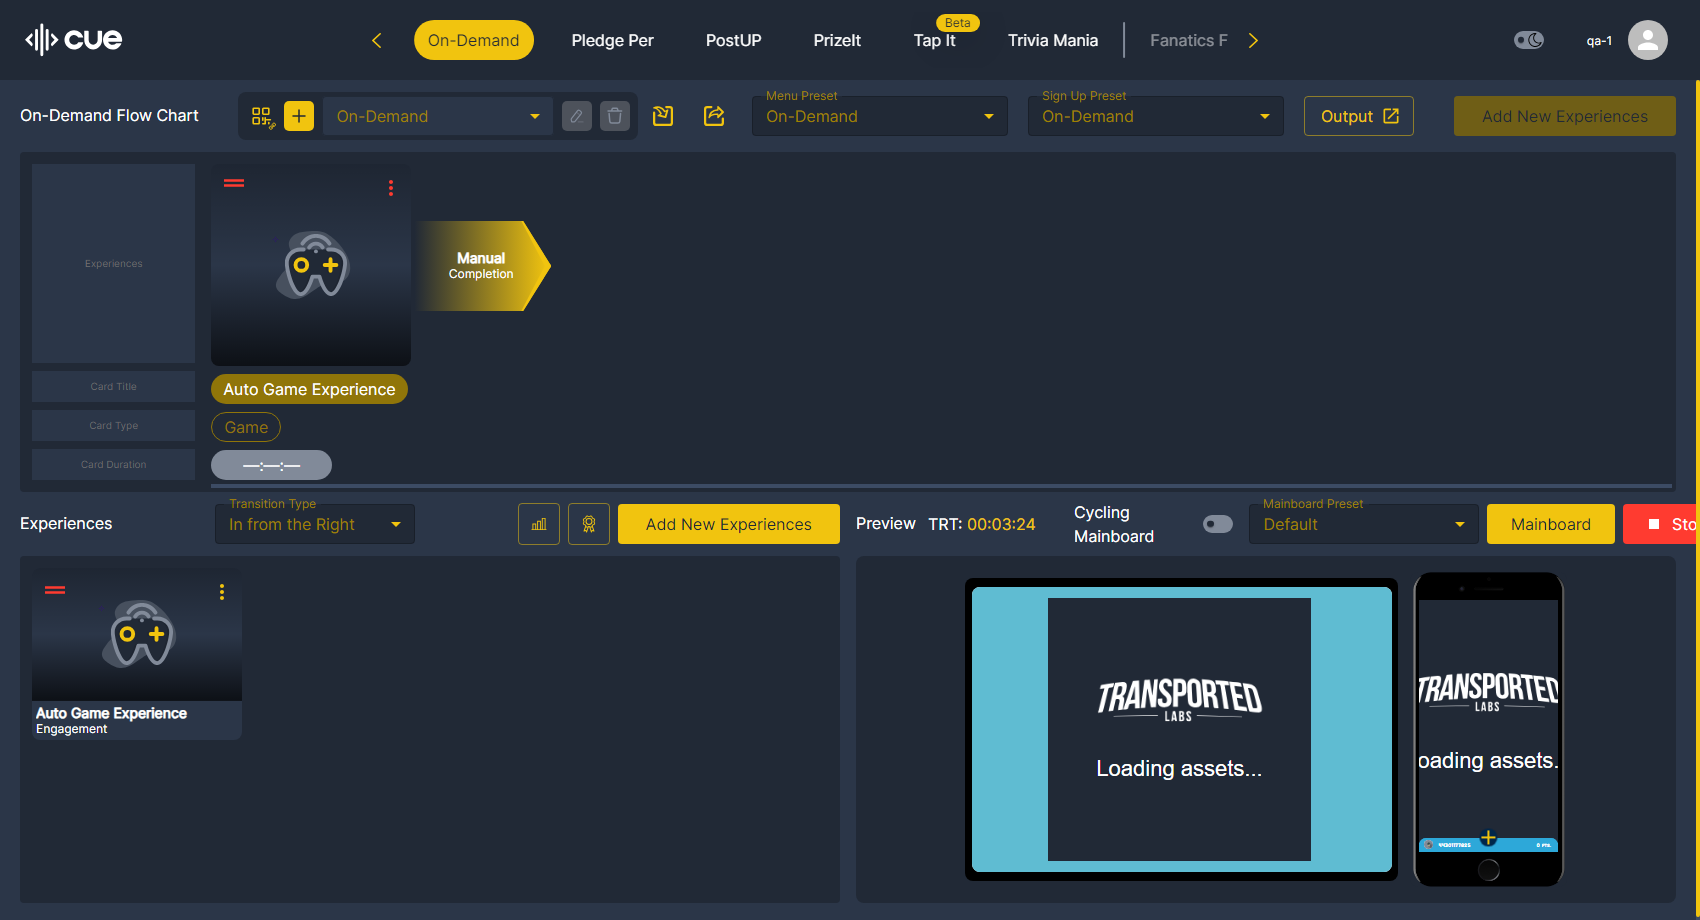 cue
On-Demand
Pledge Per
PostUP
PrizeIt
Beta
Tap It
Trivia Mania
Fanatics F
qa-1
On-Demand Flow Chart
On-Demand
Menu Preset
On-Demand
Sign Up Preset
On-Demand
Output
Add New Experiences
Experiences
Manual
Completion
Card Title
Auto Game Experience
Card Type
Game
Card Duration
—:—:—
Experiences
Transition Type
In from the Right
Add New Experiences
Preview
TRT: 00:03:24
Cycling
Mainboard
Mainboard Preset
Default
Mainboard
Sto
Auto Game Experience
Engagement
TRANSPORTED
LABS
Loading assets...
TRANSPORTED
LABS
oading assets.
0 Pts.